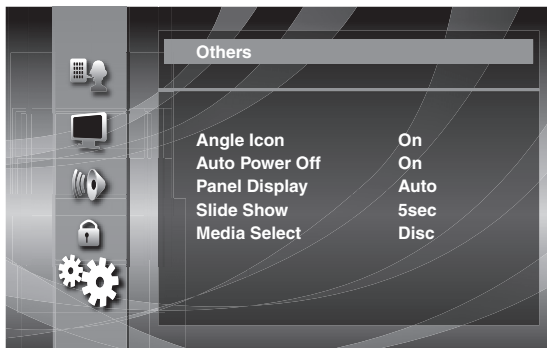 Others
Angle Icon On
Auto Power Off On
Panel Display Auto
Slide Show 5sec
Media Select Disc